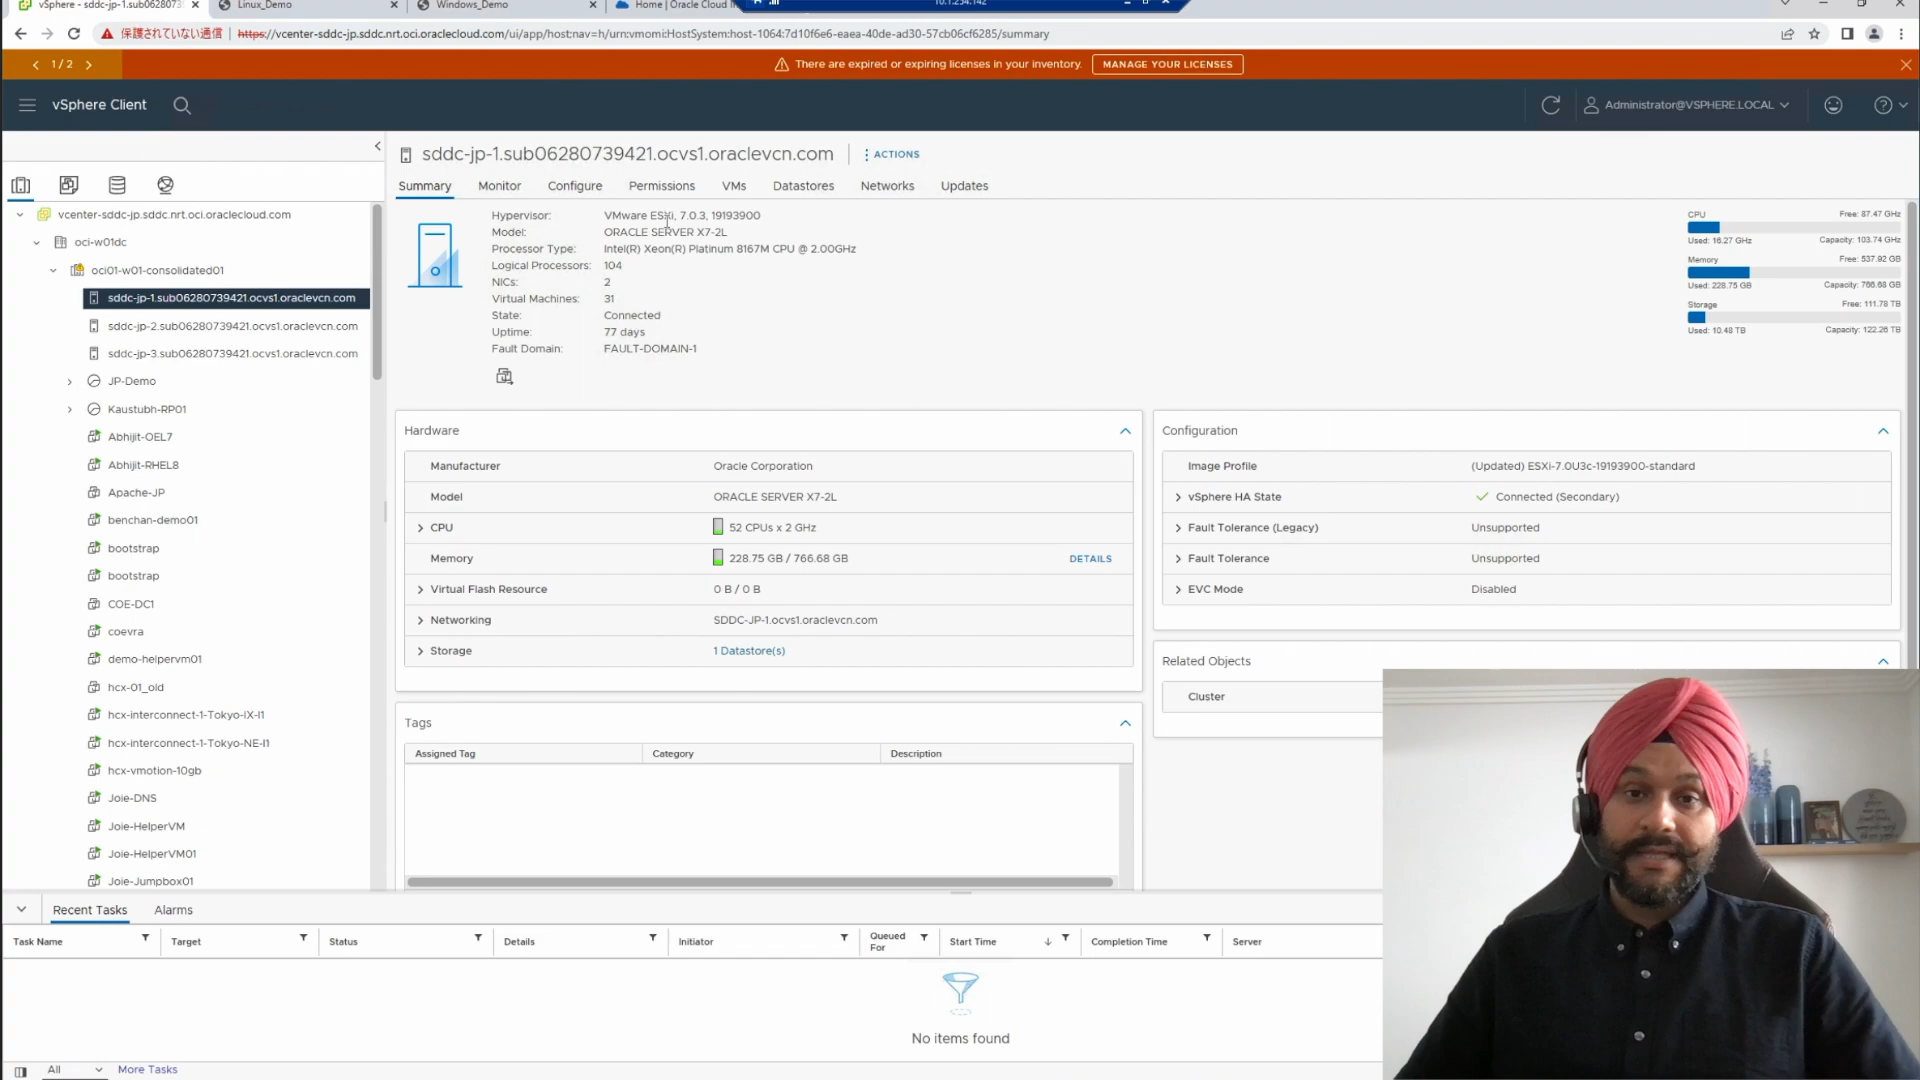 vSphere - sddc-jp-1.sub0628073
Linux_Demo
Windows_Demo
Home | Oracle Cloud In
10.1.254.142
保護されていない通信
https://vcenter-sddc-jp.sddc.nrt.oci.oraclecloud.com/ui/app/host;nav=h/urn:vmomi:HostSystem:host-1064:7d10f6e6-eaea-40de-ad30-57cb06cf6285/summary
1 / 2
There are expired or expiring licenses in your inventory.
MANAGE YOUR LICENSES
vSphere Client
Administrator@VSPHERE.LOCAL
sddc-jp-1.sub06280739421.ocvs1.oraclevcn.com
ACTIONS
Summary
Monitor
Configure
Permissions
VMs
Datastores
Networks
Updates
vcenter-sddc-jp.sddc.nrt.oci.oraclecloud.com
oci-w01dc
oci01-w01-consolidated01
sddc-jp-1.sub06280739421.ocvs1.oraclevcn.com
sddc-jp-2.sub06280739421.ocvs1.oraclevcn.com
sddc-jp-3.sub06280739421.ocvs1.oraclevcn.com
JP-Demo
Kaustubh-RP01
Abhijit-OEL7
Abhijit-RHEL8
Apache-JP
benchan-demo01
bootstrap
bootstrap
COE-DC1
coevra
demo-helpervm01
hcx-01_old
hcx-interconnect-1-Tokyo-IX-I1
hcx-interconnect-1-Tokyo-NE-I1
hcx-vmotion-10gb
Joie-DNS
Joie-HelperVM
Joie-HelperVM01
Joie-Jumpbox01
Hypervisor: VMware ESXi, 7.0.3, 19193900
Model: ORACLE SERVER X7-2L
Processor Type: Intel(R) Xeon(R) Platinum 8167M CPU @ 2.00GHz
Logical Processors: 104
NICs: 2
Virtual Machines: 31
State: Connected
Uptime: 77 days
Fault Domain: FAULT-DOMAIN-1
CPU Free: 87.47 GHz
Used: 16.27 GHz Capacity: 103.74 GHz
Memory Free: 537.92 GB
Used: 228.75 GB Capacity: 766.68 GB
Storage Free: 111.78 TB
Used: 10.48 TB Capacity: 122.26 TB
Hardware
Manufacturer Oracle Corporation
Model ORACLE SERVER X7-2L
CPU 52 CPUs x 2 GHz
Memory 228.75 GB / 766.68 GB DETAILS
Virtual Flash Resource 0 B / 0 B
Networking SDDC-JP-1.ocvs1.oraclevcn.com
Storage 1 Datastore(s)
Configuration
Image Profile (Updated) ESXi-7.0U3c-19193900-standard
vSphere HA State Connected (Secondary)
Fault Tolerance (Legacy) Unsupported
Fault Tolerance Unsupported
EVC Mode Disabled
Related Objects
Cluster
Tags
Assigned Tag Category Description
Recent Tasks Alarms
Task Name Target Status Details Initiator Queued For Start Time Completion Time Server
No items found
All More Tasks